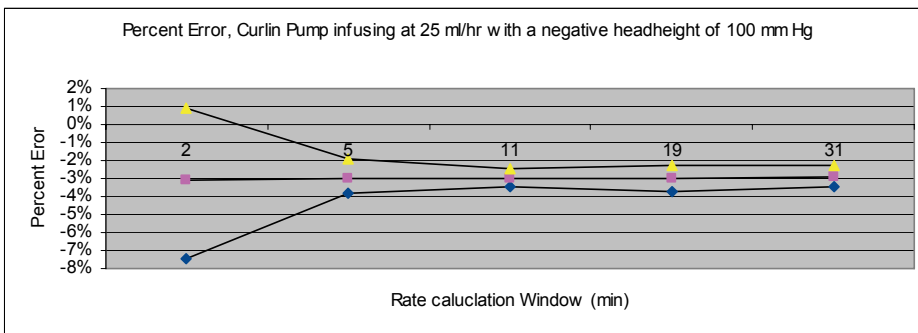 Percent Error, Curlin Pump infusing at 25 ml/hr with a negative headheight of 100 mm Hg
2%
1%
0%
-1%
-2%
-3%
-4%
-5%
-6%
-7%
-8%
2 5 11 19 31
Percent Eror
Rate caluclation Window (min)